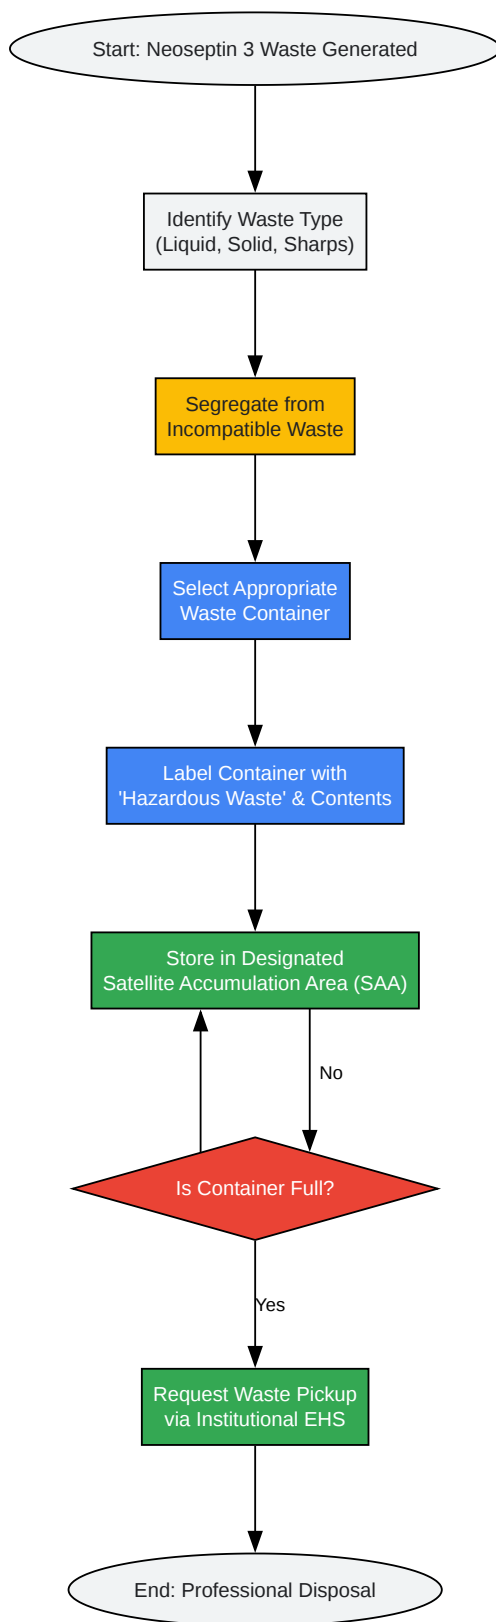 Start: Neoseptin 3 Waste Generated
Identify Waste Type
(Liquid, Solid, Sharps)
Segregate from
Incompatible Waste
Select Appropriate
Waste Container
Label Container with
'Hazardous Waste' & Contents
Store in Designated
Satellite Accumulation Area (SAA)
No
Is Container Full?
Yes
Request Waste Pickup
via Institutional EHS
End: Professional Disposal